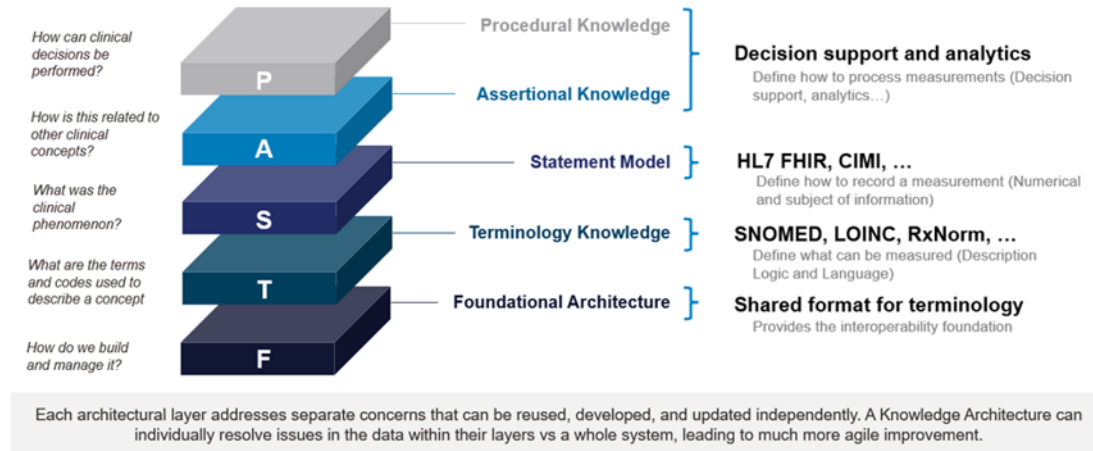 How can clinical
decisions be
performed?
P
Procedural Knowledge
Decision support and analytics
Define how to process measurements (Decision
support, analytics…)
How is this related to
other clinical
concepts?
A
Assertional Knowledge
What was the
clinical
phenomenon?
S
Statement Model
HL7 FHIR, CIMI, …
Define how to record a measurement (Numerical
and subject of information)
What are the terms
and codes used to
describe a concept
T
Terminology Knowledge
SNOMED, LOINC, RxNorm, …
Define what can be measured (Description
Logic and Language)
How do we build
and manage it?
F
Foundational Architecture
Shared format for terminology
Provides the interoperability foundation
Each architectural layer addresses separate concerns that can be reused, developed, and updated independently. A Knowledge Architecture can
individually resolve issues in the data within their layers vs a whole system, leading to much more agile improvement.